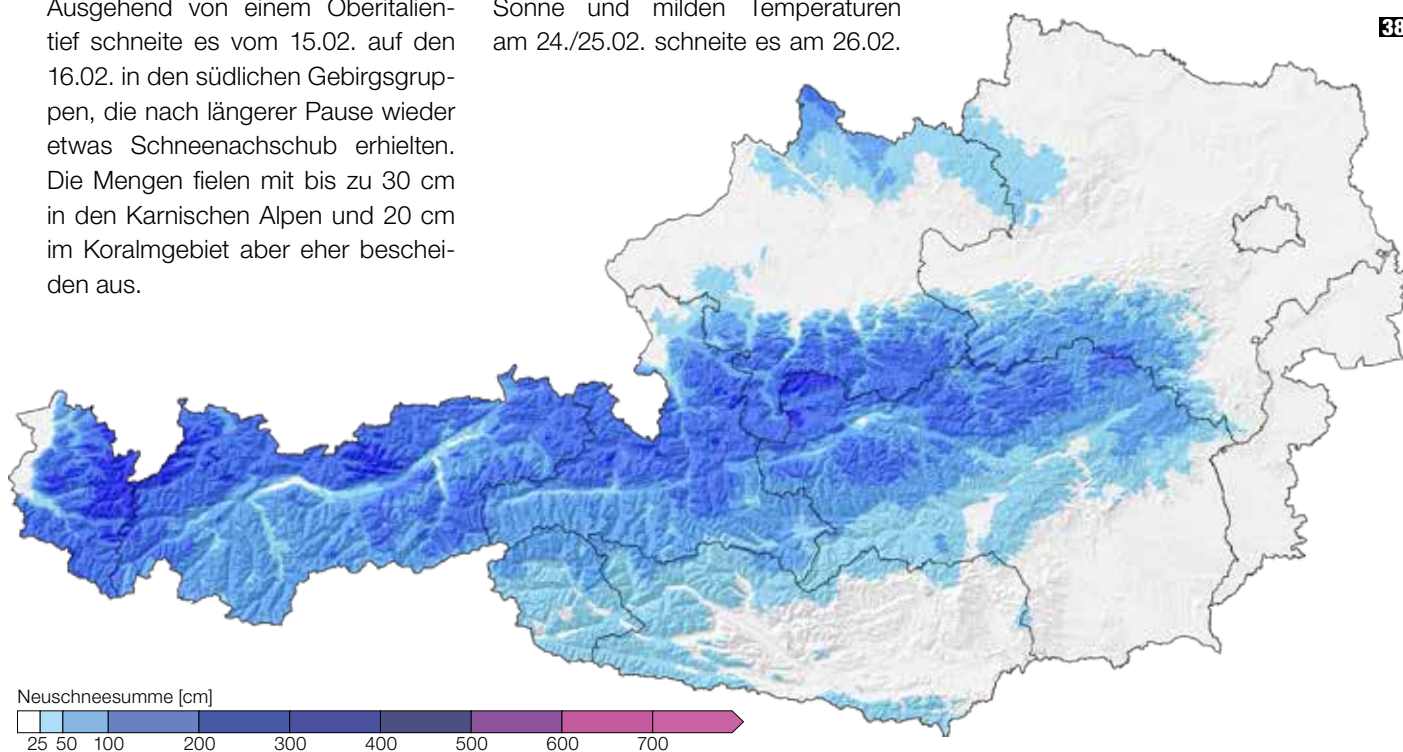 Ausgehend von einem Oberitalien-
tief schneite es vom 15.02. auf den
16.02. in den südlichen Gebirgsgrup-
pen, die nach längerer Pause wieder
etwas Schneenachschub erhielten.
Die Mengen fielen mit bis zu 30 cm
in den Karnischen Alpen und 20 cm
im Koralmgebiet aber eher beschei-
den aus.
Sonne und milden Temperaturen
am 24./25.02. schneite es am 26.02.
38
Neuschneesumme [cm]
25 50 100 200 300 400 500 600 700